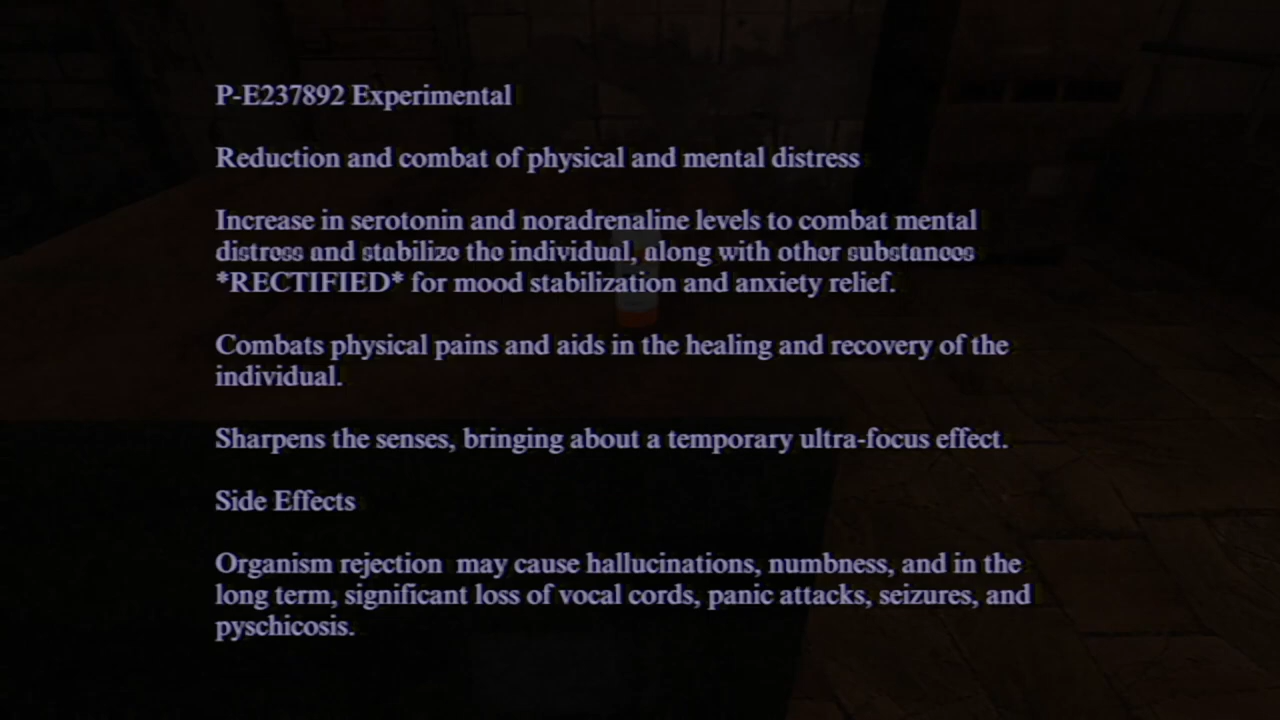 P-E237892 Experimental
Reduction and combat of physical and mental distress
Increase in serotonin and noradrenaline levels to combat mental
distress and stabilize the individual, along with other substances
*RECTIFIED* for mood stabilization and anxiety relief.
Combats physical pains and aids in the healing and recovery of the
individual.
Sharpens the senses, bringing about a temporary ultra-focus effect.
Side Effects
Organism rejection  may cause hallucinations, numbness, and in the
long term, significant loss of vocal cords, panic attacks, seizures, and
pyschicosis.